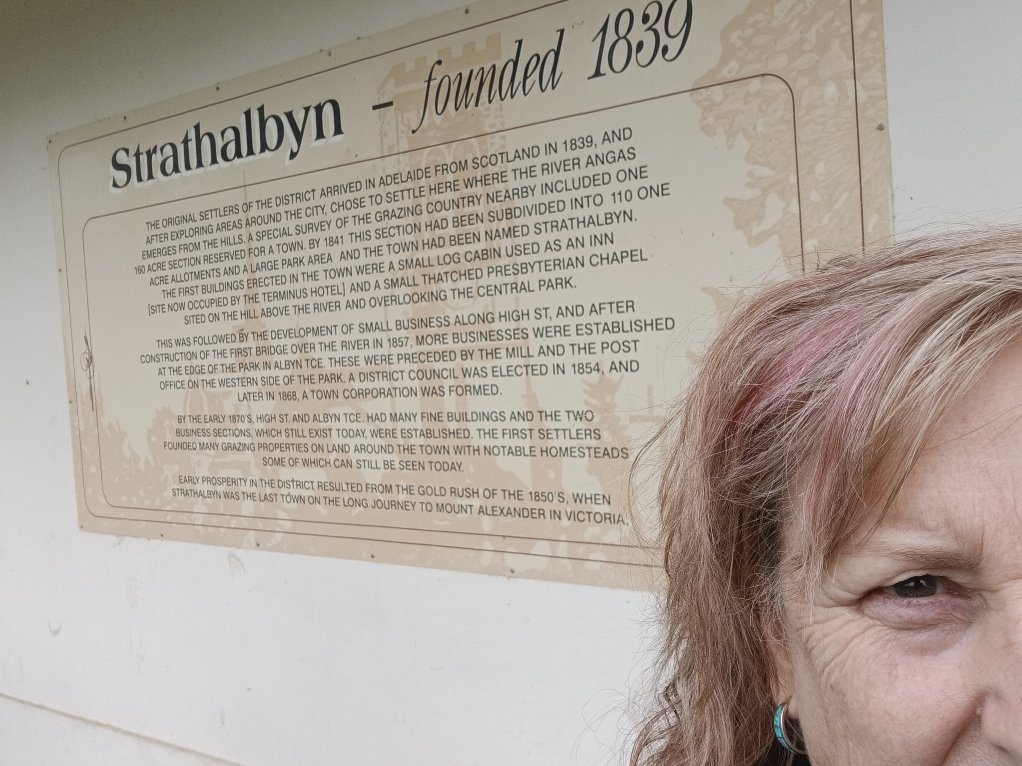 Strathalbyn - founded 1839
THE ORIGINAL SETTLERS OF THE DISTRICT ARRIVED IN ADELAIDE FROM SCOTLAND IN 1839, AND
AFTER EXPLORING AREAS AROUND THE CITY, CHOSE TO SETTLE HERE WHERE THE RIVER ANGAS
EMERGES FROM THE HILLS. A SPECIAL SURVEY OF THE GRAZING COUNTRY NEARBY INCLUDED ONE
160 ACRE SECTION RESERVED FOR A TOWN. BY 1841 THIS SECTION HAD BEEN SUBDIVIDED INTO 110 ONE
ACRE ALLOTMENTS AND A LARGE PARK AREA AND THE TOWN HAD BEEN NAMED STRATHALBYN.
THE FIRST BUILDINGS ERECTED IN THE TOWN WERE A SMALL LOG CABIN USED AS AN INN
[SITE NOW OCCUPIED BY THE TERMINUS HOTEL] AND A SMALL THATCHED PRESBYTERIAN CHAPEL
SITED ON THE HILL ABOVE THE RIVER AND OVERLOOKING THE CENTRAL PARK.
THIS WAS FOLLOWED BY THE DEVELOPMENT OF SMALL BUSINESS ALONG HIGH ST, AND AFTER
CONSTRUCTION OF THE FIRST BRIDGE OVER THE RIVER IN 1857, MORE BUSINESSES WERE ESTABLISHED
AT THE EDGE OF THE PARK IN ALBYN TCE. THESE WERE PRECEDED BY THE MILL AND THE POST
OFFICE ON THE WESTERN SIDE OF THE PARK. A DISTRICT COUNCIL WAS ELECTED IN 1854, AND
LATER IN 1868, A TOWN CORPORATION WAS FORMED.
BY THE EARLY 1870'S, HIGH ST. AND ALBYN TCE. HAD MANY FINE BUILDINGS AND THE TWO
BUSINESS SECTIONS, WHICH STILL EXIST TODAY, WERE ESTABLISHED. THE FIRST SETTLERS
FOUNDED MANY GRAZING PROPERTIES ON LAND AROUND THE TOWN WITH NOTABLE HOMESTEADS
SOME OF WHICH CAN STILL BE SEEN TODAY.
EARLY PROSPERITY IN THE DISTRICT RESULTED FROM THE GOLD RUSH OF THE 1850'S, WHEN
STRATHALBYN WAS THE LAST TOWN ON THE LONG JOURNEY TO MOUNT ALEXANDER IN VICTORIA.